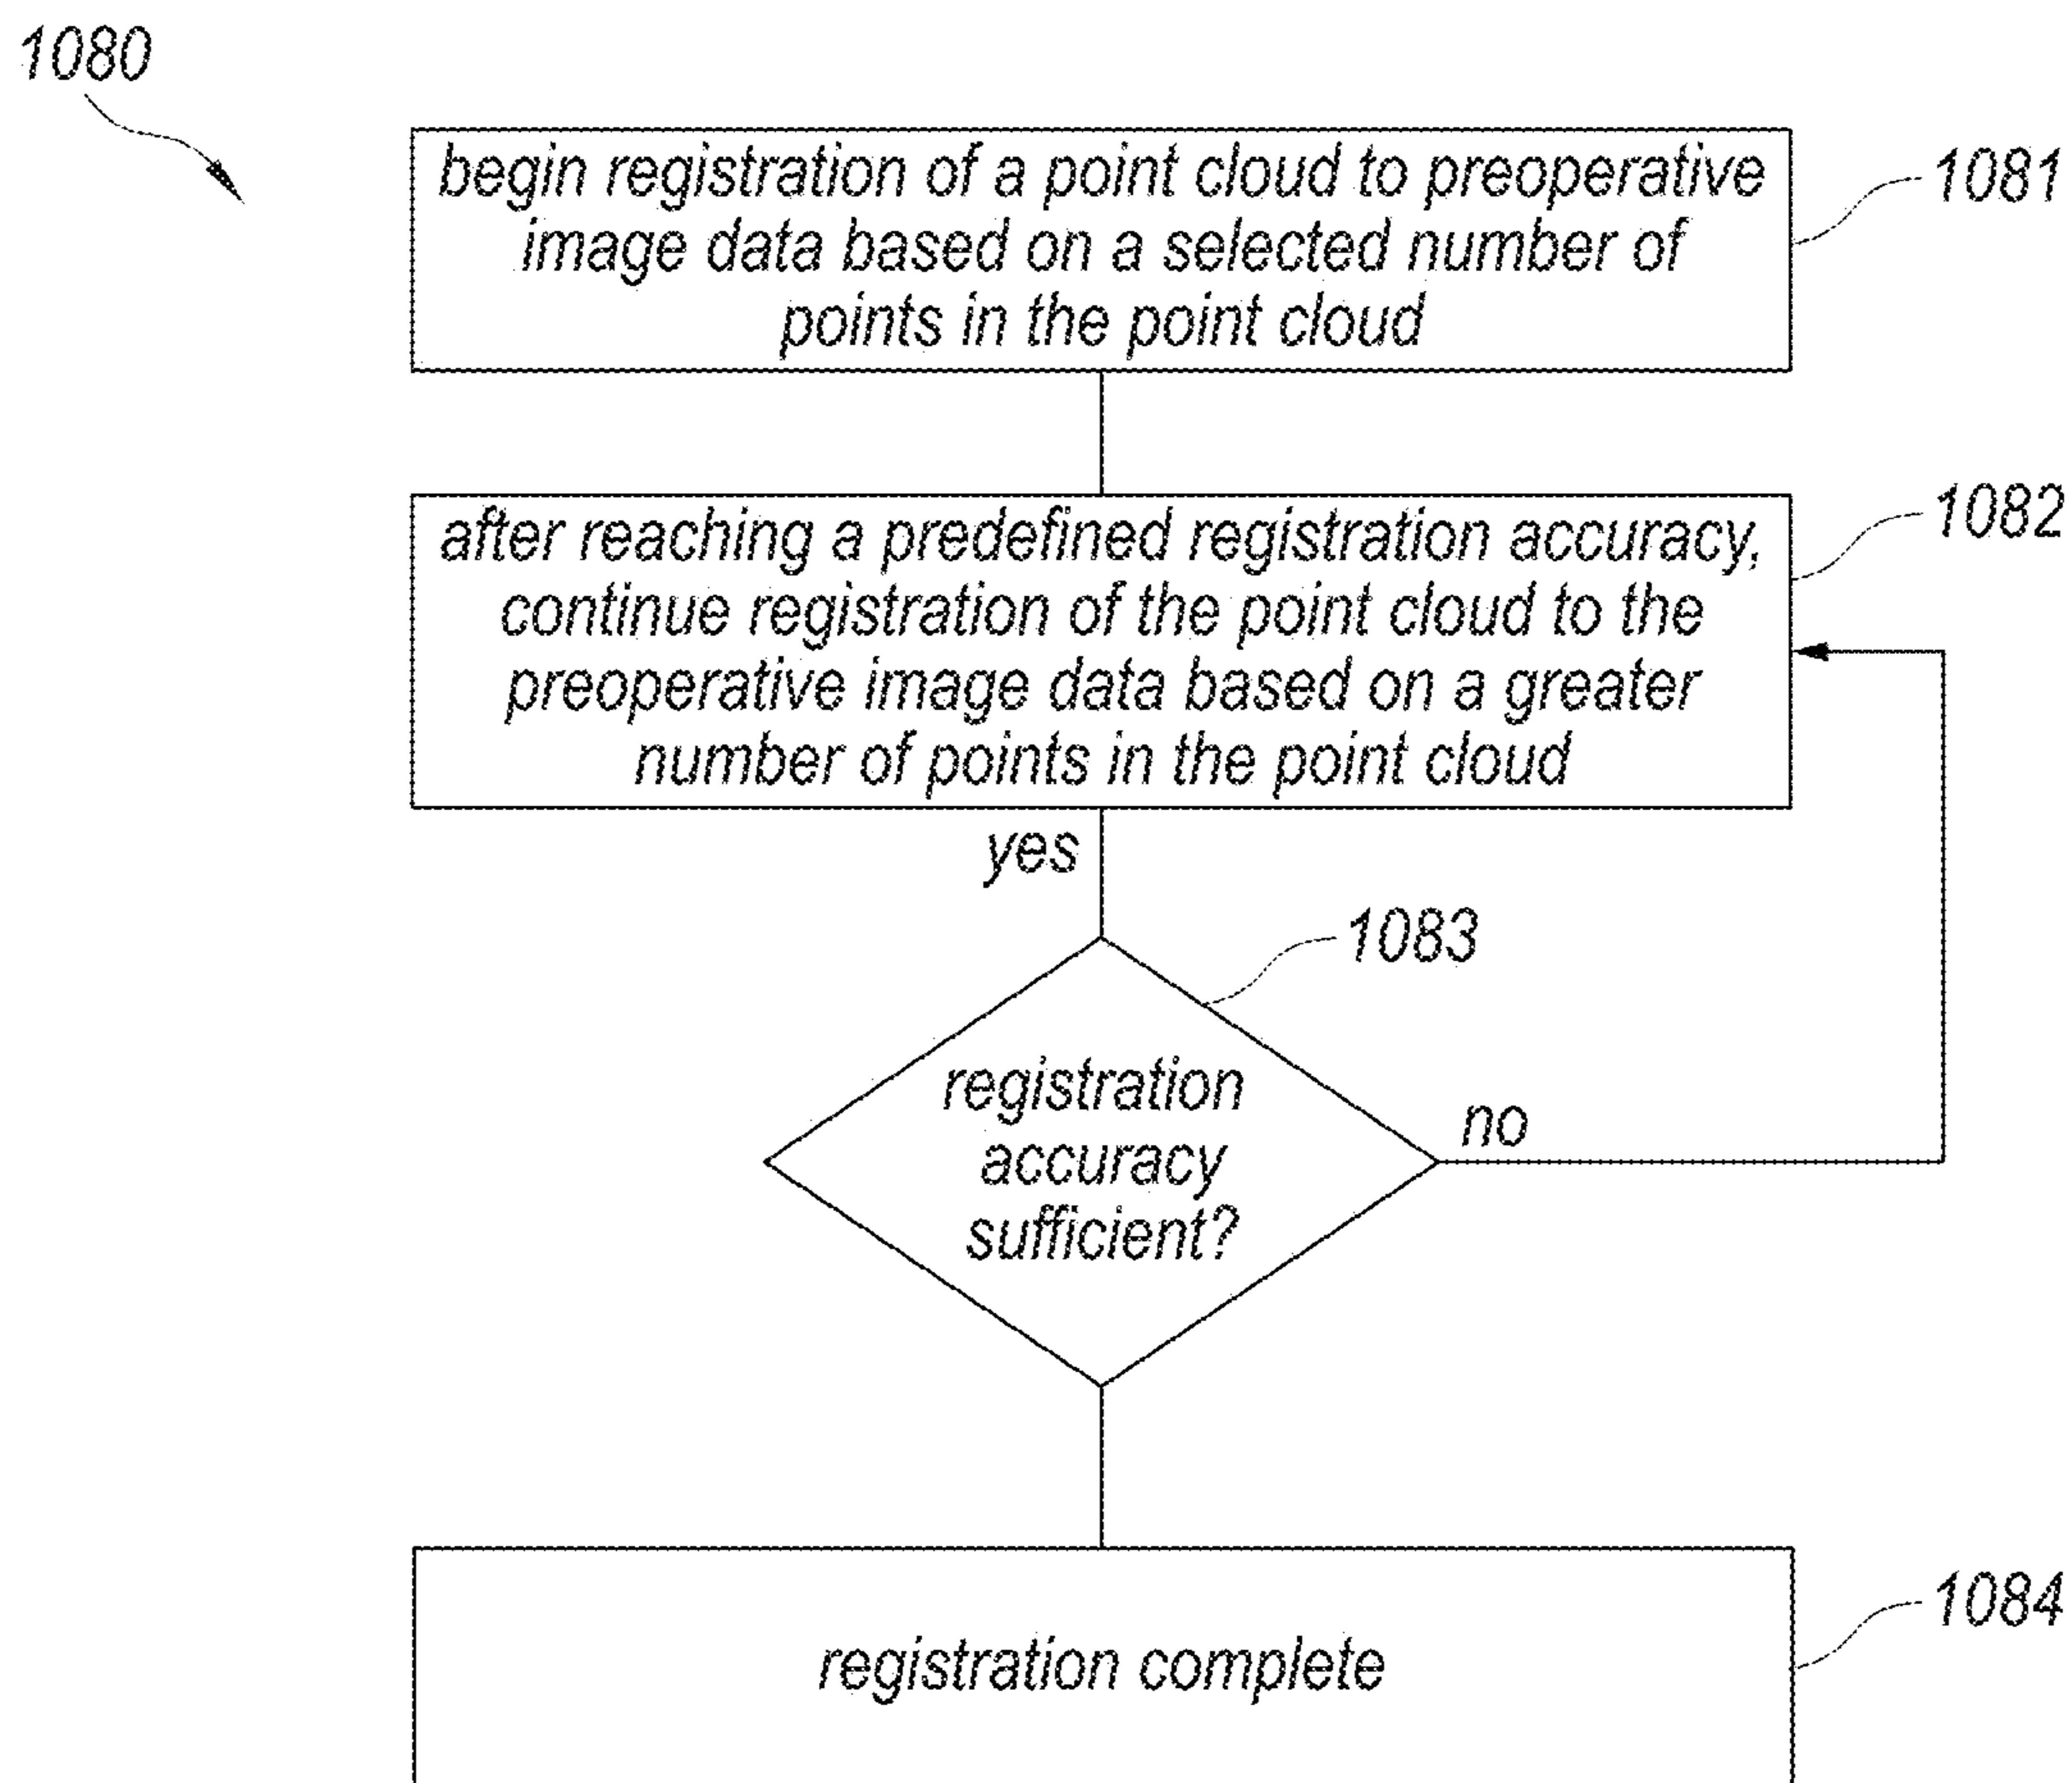 1080
begin registration of a point cloud to preoperative
image data based on a selected number of
points in the point cloud
1081
after reaching a predefined registration accuracy,
continue registration of the point cloud to the
preoperative image data based on a greater
number of points in the point cloud
1082
yes
1083
registration
accuracy
sufficient?
no
registration complete
1084